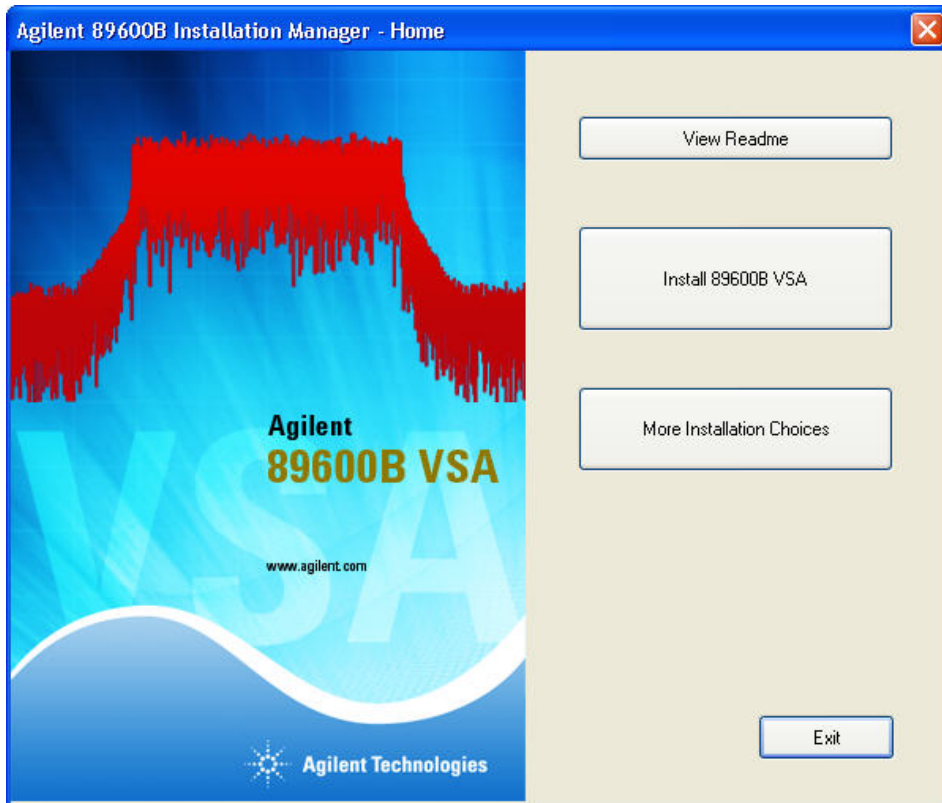 Agilent 89600B Installation Manager - Home
View Readme
Install 89600B VSA
More Installation Choices
VSA
Agilent
89600B VSA
www.agilent.com
Agilent Technologies
Exit